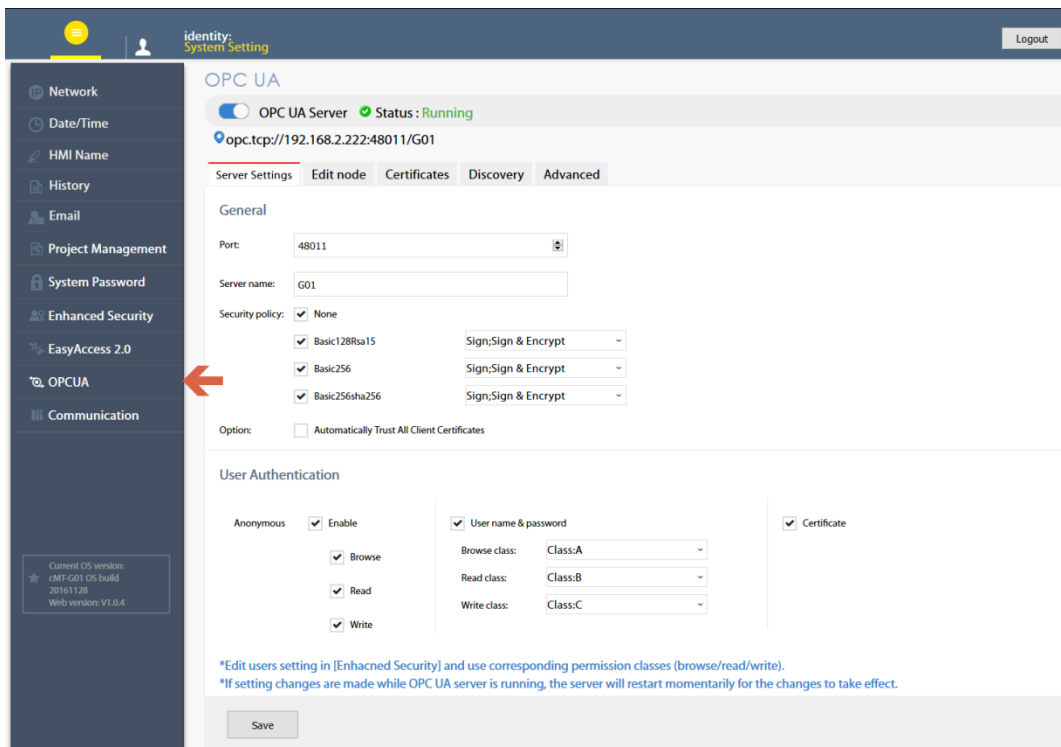 identity:
System Setting
Logout
Network
Date/Time
HMI Name
History
Email
Project Management
System Password
Enhanced Security
EasyAccess 2.0
OPCUA
Communication
Current OS version:
cMT-G01 OS build
20161128
Web version: V1.0.4
OPC UA
OPC UA Server Status : Running
opc.tcp://192.168.2.222:48011/G01
Server Settings Edit node Certificates Discovery Advanced
General
Port: 48011
Server name: G01
Security policy: None
Basic128Rsa15 Sign;Sign & Encrypt
Basic256 Sign;Sign & Encrypt
Basic256sha256 Sign;Sign & Encrypt
Option: Automatically Trust All Client Certificates
User Authentication
Anonymous Enable User name & password Certificate
Browse Browse class: Class:A
Read Read class: Class:B
Write Write class: Class:C
*Edit users setting in [Enhacned Security] and use corresponding permission classes (browse/read/write).
*If setting changes are made while OPC UA server is running, the server will restart momentarily for the changes to take effect.
Save